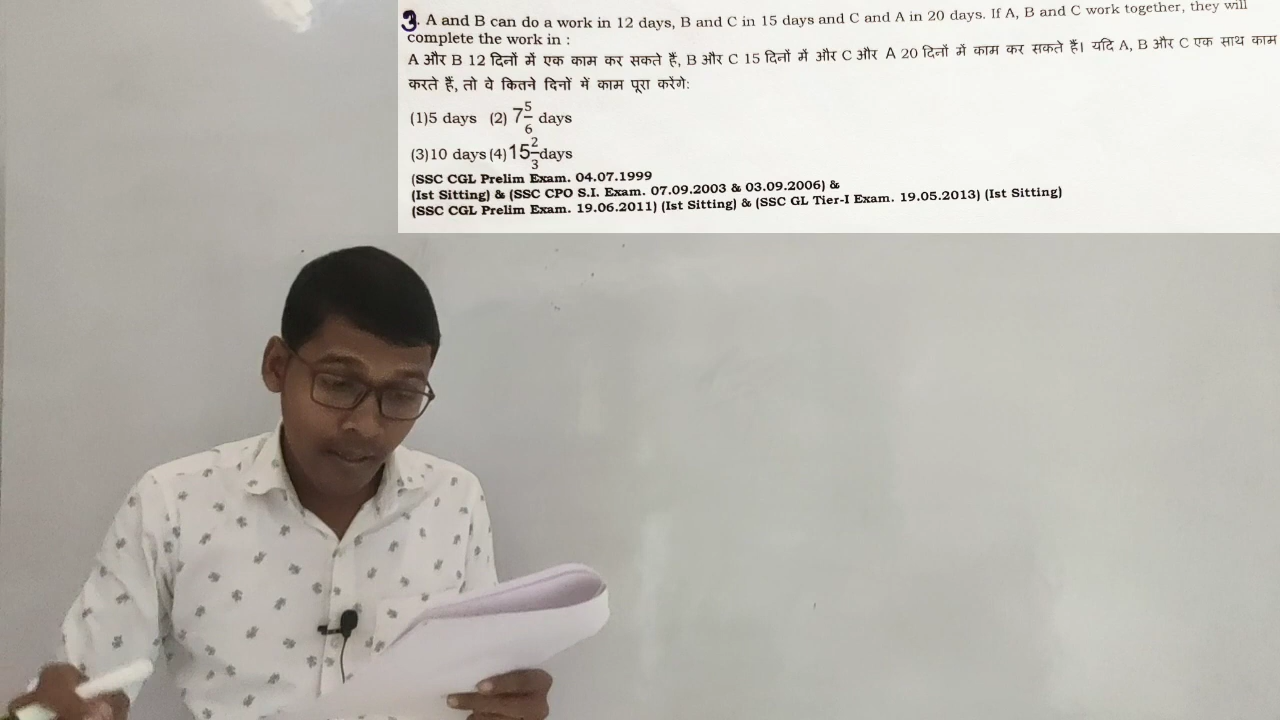 3. A and B can do a work in 12 days, B and C in 15 days and C and A in 20 days. If A, B and C work together, they will
complete the work in :
A और B 12 दिनों में एक काम कर सकते हैं, B और C 15 दिनों में और C और A 20 दिनों में काम कर सकते हैं। यदि A, B और C एक साथ काम
करते हैं, तो वे कितने दिनों में काम पूरा करेंगे:
(1)5 days (2) 7 5/6 days
(3)10 days (4) 15 2/3 days
(SSC CGL Prelim Exam. 04.07.1999
(Ist Sitting) & (SSC CPO S.I. Exam. 07.09.2003 & 03.09.2006) &
(SSC CGL Prelim Exam. 19.06.2011) (Ist Sitting) & (SSC GL Tier-I Exam. 19.05.2013) (Ist Sitting)